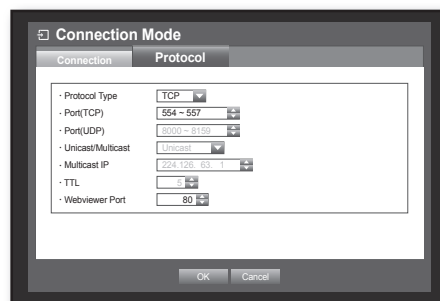 Connection Mode
Connection Protocol
· Protocol Type TCP
· Port(TCP) 554 ~ 557
· Port(UDP) 8000 ~ 8159
· Unicast/Multicast Unicast
· Multicast IP 224.126. 63. 1
· TTL 5
· Webviewer Port 80
OK Cancel